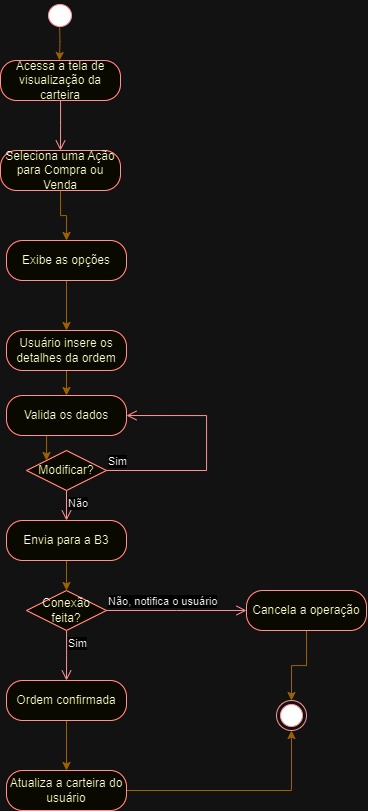 Acessa a tela de
visualização da
carteira
Seleciona uma Ação
para Compra ou
Venda
Exibe as opções
Usuário insere os
detalhes da ordem
Valida os dados
Modificar?
Sim
Não
Envia para a B3
Conexão
feita?
Não, notifica o usuário
Cancela a operação
Sim
Ordem confirmada
Atualiza a carteira do
usuário